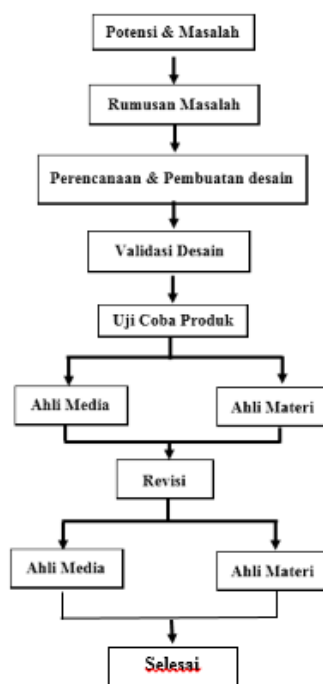 Potensi & Masalah
Rumusan Masalah
Perencanaan & Pembuatan desain
Validasi Desain
Uji Coba Produk
Ahli Media
Ahli Materi
Revisi
Ahli Media
Ahli Materi
Selesai